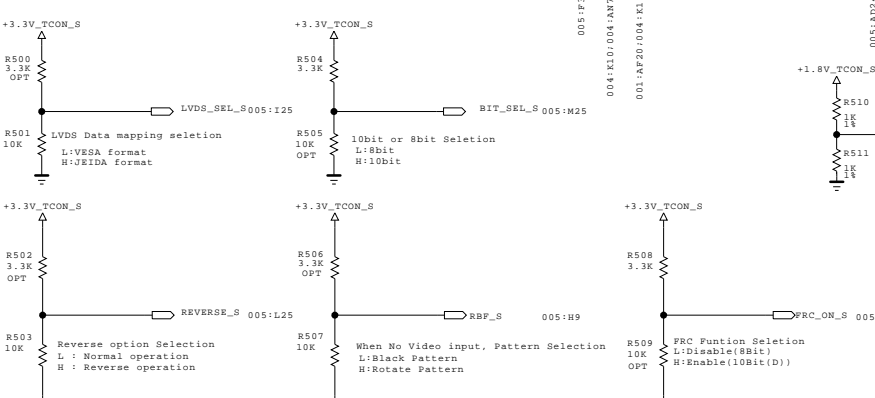 +3.3V_TCON_S
R500
3.3K
OPT
LVDS_SEL_S 005:I25
R501
10K
LVDS Data mapping seletion
L:VESA format
H:JEIDA format
+3.3V_TCON_S
R504
3.3K
BIT_SEL_S 005:M25
R505
10K
OPT
10bit or 8bit Seletion
L:8bit
H:10bit
004:K10;004:AN7
001:AF20;004:K1
+1.8V_TCON_S
R510
1K
1%
R511
1K
1%
+3.3V_TCON_S
R502
3.3K
OPT
REVERSE_S 005:L25
R503
10K
Reverse option Selection
L : Normal operation
H : Reverse operation
+3.3V_TCON_S
R506
3.3K
OPT
RBF_S 005:H9
R507
10K
When No Video input, Pattern Selection
L:Black Pattern
H:Rotate Pattern
+3.3V_TCON_S
R508
3.3K
FRC_ON_S 005
R509
10K
OPT
FRC Funtion Seletion
L:Disable(8Bit)
H:Enable(10Bit(D))